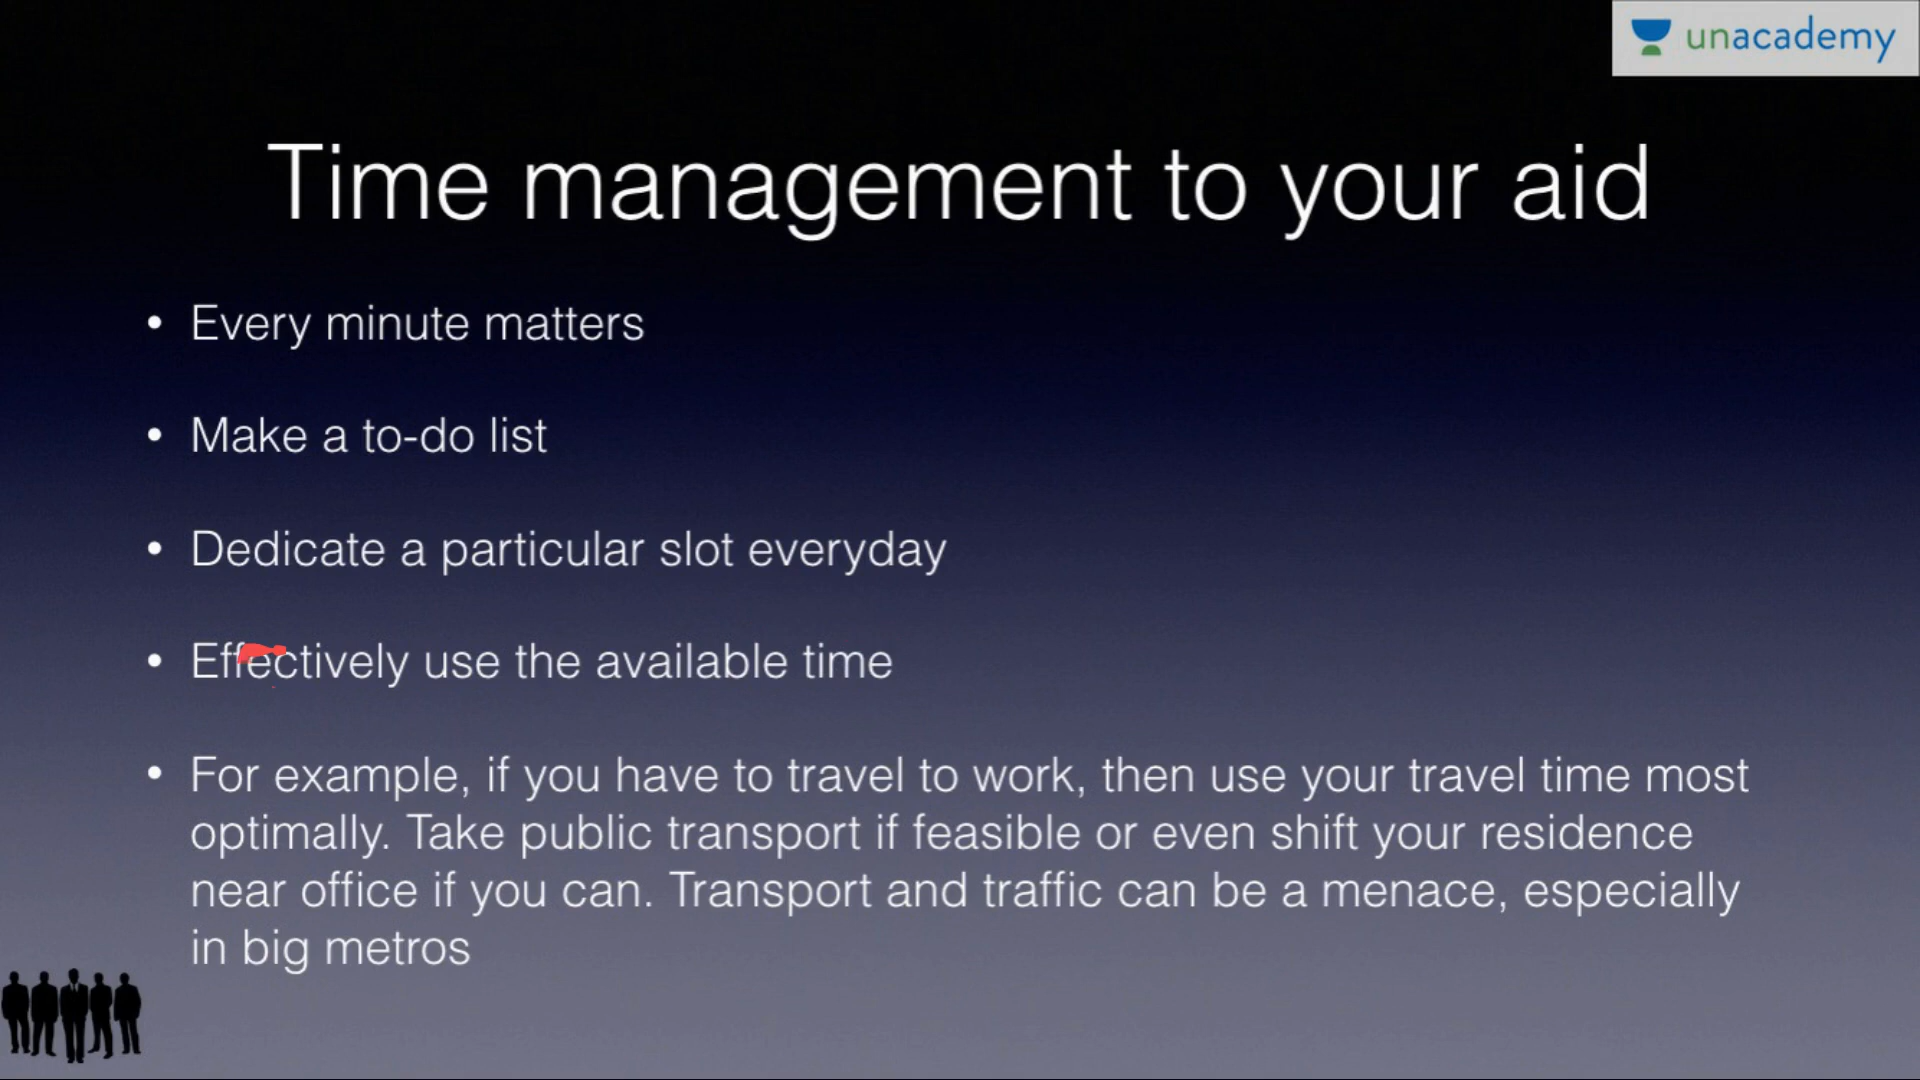 unacademy
Time management to your aid
• Every minute matters
• Make a to-do list
• Dedicate a particular slot everyday
• Effectively use the available time
• For example, if you have to travel to work, then use your travel time most
optimally. Take public transport if feasible or even shift your residence
near office if you can. Transport and traffic can be a menace, especially
in big metros